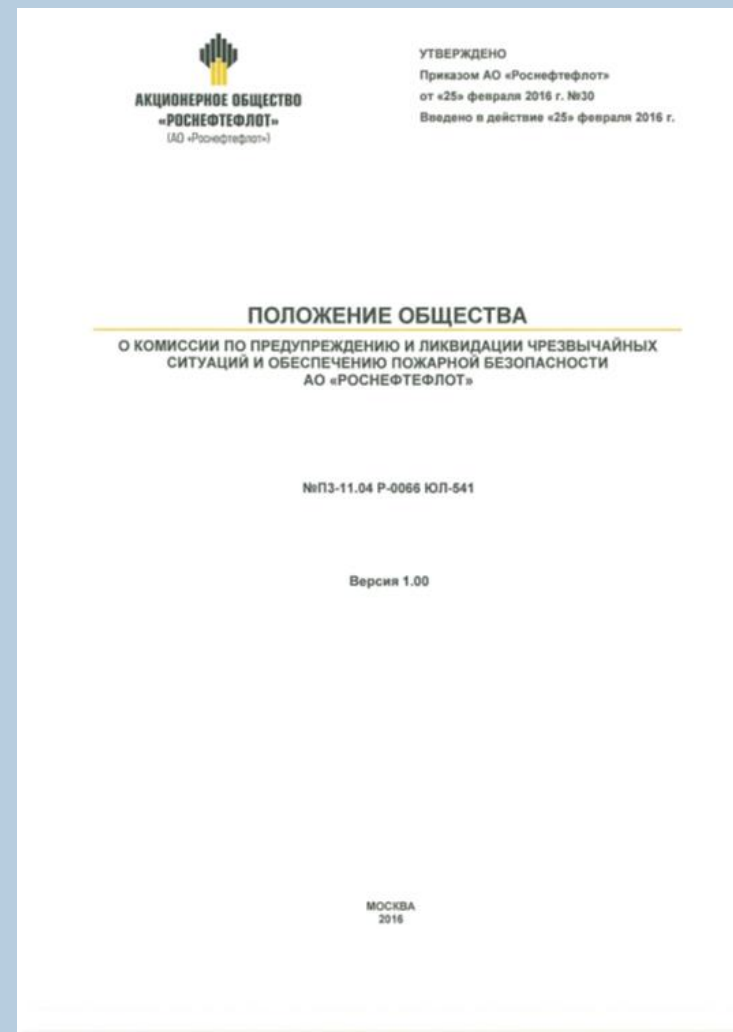 АКЦИОНЕРНОЕ ОБЩЕСТВО
«РОСНЕФТЕФЛОТ»
(АО «Роснефтефлот»)
УТВЕРЖДЕНО
Приказом АО «Роснефтефлот»
от «25» февраля 2016 г. №30
Введено в действие «25» февраля 2016 г.
ПОЛОЖЕНИЕ ОБЩЕСТВА
О КОМИССИИ ПО ПРЕДУПРЕЖДЕНИЮ И ЛИКВИДАЦИИ ЧРЕЗВЫЧАЙНЫХ
СИТУАЦИЙ И ОБЕСПЕЧЕНИЮ ПОЖАРНОЙ БЕЗОПАСНОСТИ
АО «РОСНЕФТЕФЛОТ»
№П3-11.04 Р-0066 ЮЛ-541
Версия 1.00
МОСКВА
2016